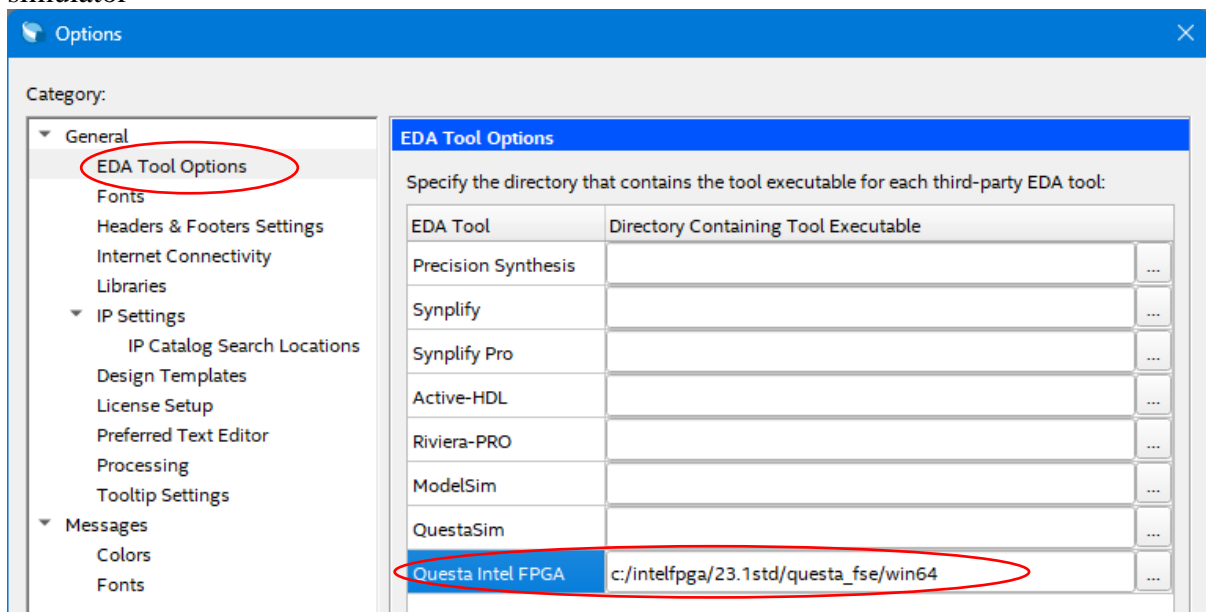 simulator
Options
Category:
General
EDA Tool Options
Fonts
Headers & Footers Settings
Internet Connectivity
Libraries
IP Settings
IP Catalog Search Locations
Design Templates
License Setup
Preferred Text Editor
Processing
Tooltip Settings
Messages
Colors
Fonts
EDA Tool Options
Specify the directory that contains the tool executable for each third-party EDA tool:
EDA Tool Directory Containing Tool Executable
Precision Synthesis ...
Synplify ...
Synplify Pro ...
Active-HDL ...
Riviera-PRO ...
ModelSim ...
QuestaSim ...
Questa Intel FPGA c:/intelfpga/23.1std/questa_fse/win64 ...